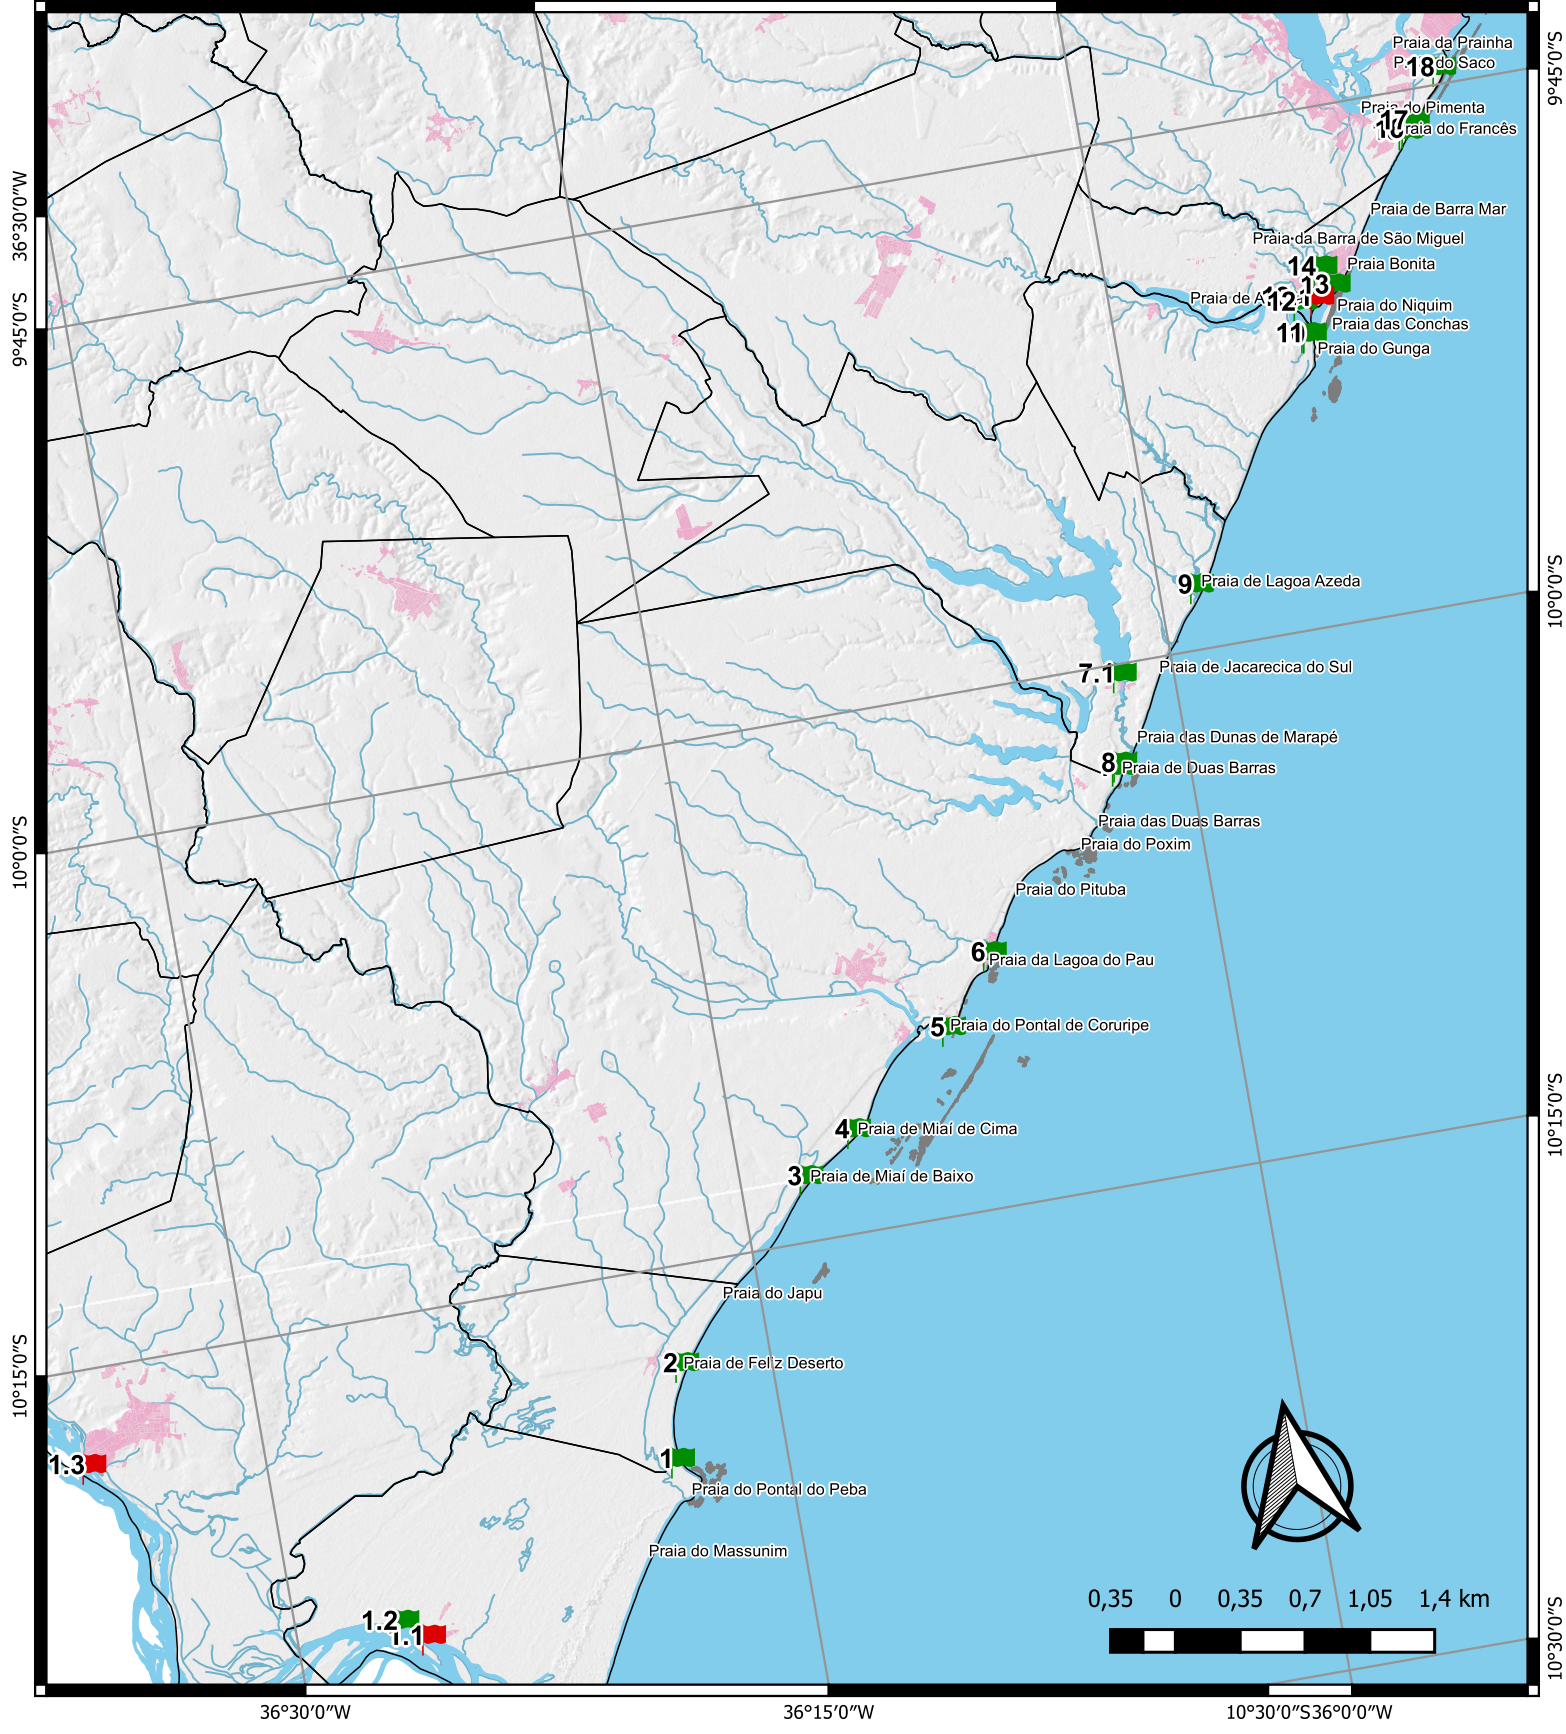 Praia da Prainha
do Saco
18
9°45'0"S
Praia do Pimenta
17
Praia do Francês
36°30'0"W
Praia de Barra Mar
Praia da Barra de São Miguel
14
Praia Bonita
13
Praia de
12
Praia do Niquim
9°45'0"S
Praia das Conchas
11
Praia do Gunga
9
Praia de Lagoa Azeda
10°0'0"S
7.1
Praia de Jacarecica do Sul
Praia das Dunas de Marapé
8
Praia de Duas Barras
Praia das Duas Barras
10°0'0"S
Praia do Poxim
Praia do Pituba
6
Praia da Lagoa do Pau
5
Praia do Pontal de Coruripe
10°15'0"S
4
Praia de Miaí de Cima
3
Praia de Miaí de Baixo
Praia do Japu
2
Praia de Feliz Deserto
10°15'0"S
1
1.3
Praia do Pontal do Peba
Praia do Massunim
0,35 0 0,35 0,7 1,05 1,4 km
1.2
1.1
10°30'0"S
36°30'0"W
36°15'0"W
10°30'0"S
36°0'0"W